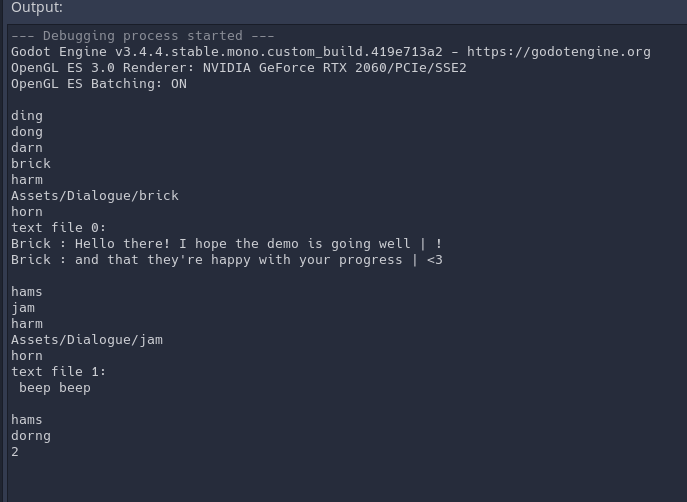 Output:
--- Debugging process started ---
Godot Engine v3.4.4.stable.mono.custom_build.419e713a2 - https://godotengine.org
OpenGL ES 3.0 Renderer: NVIDIA GeForce RTX 2060/PCIe/SSE2
OpenGL ES Batching: ON
ding
dong
darn
brick
harm
Assets/Dialogue/brick
horn
text file 0:
Brick : Hello there! I hope the demo is going well | !
Brick : and that they're happy with your progress | <3
hams
jam
harm
Assets/Dialogue/jam
horn
text file 1:
beep beep
hams
dorng
2